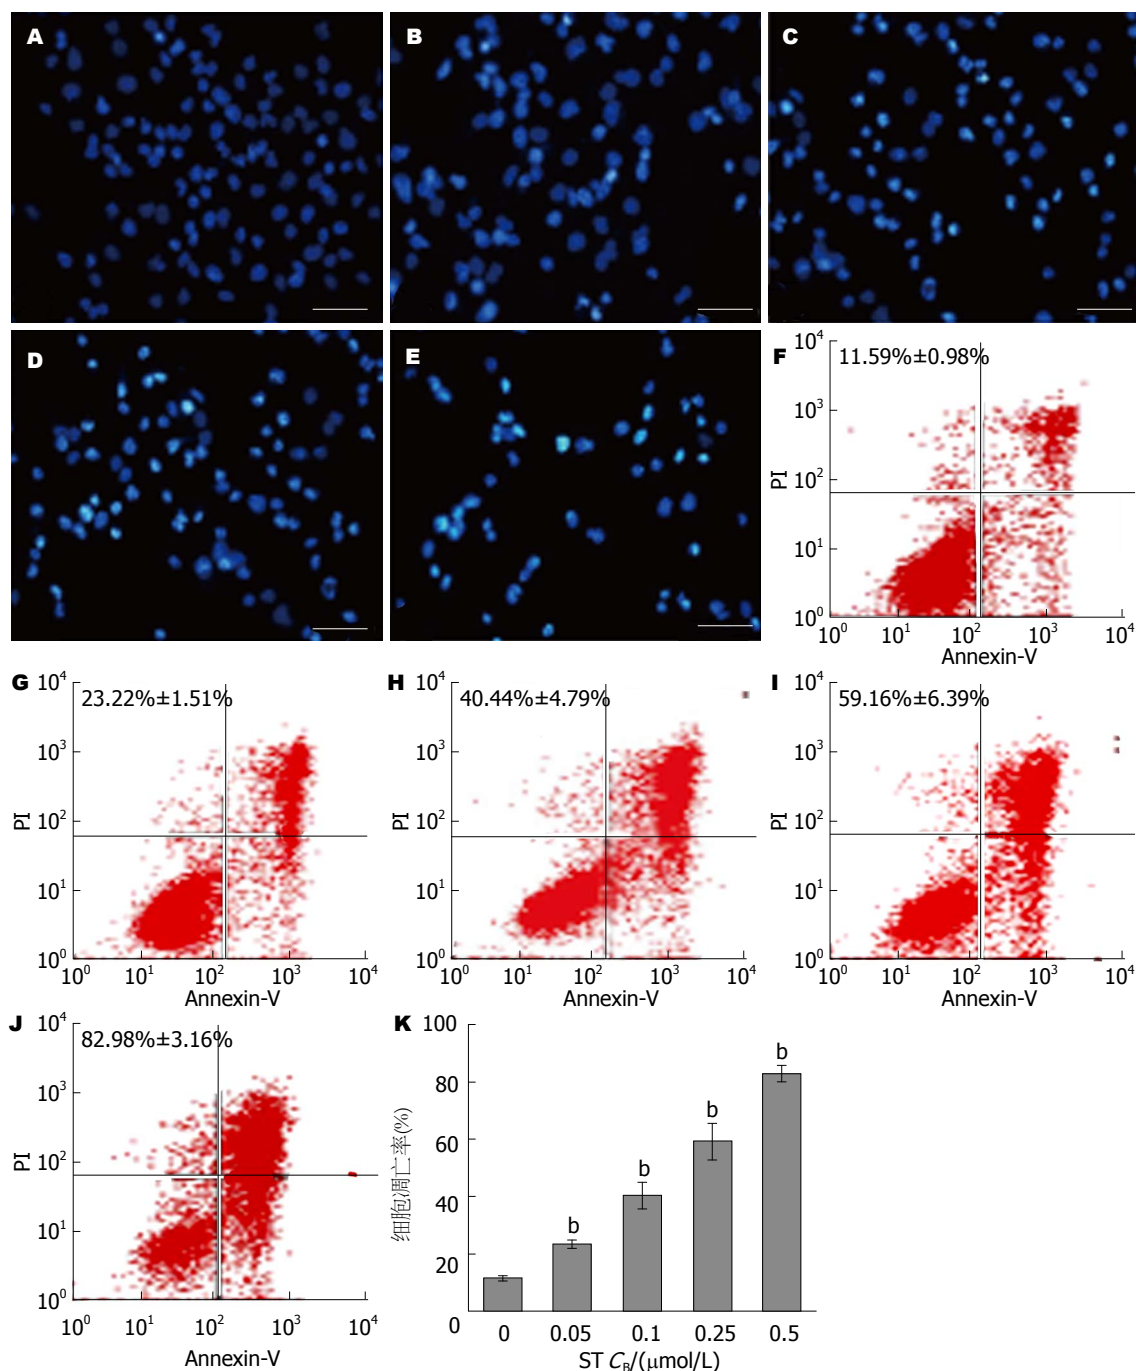 A
B
C
D
E
F
11.59%±0.98%
10⁴
10³
10²
10¹
10⁰
PI
10⁰ 10¹ 10² 10³ 10⁴
Annexin-V
G
23.22%±1.51%
10⁴
10³
10²
10¹
10⁰
PI
10⁰ 10¹ 10² 10³ 10⁴
Annexin-V
H
40.44%±4.79%
10⁴
10³
10²
10¹
10⁰
PI
10⁰ 10¹ 10² 10³ 10⁴
Annexin-V
I
59.16%±6.39%
10⁴
10³
10²
10¹
10⁰
PI
10⁰ 10¹ 10² 10³ 10⁴
Annexin-V
J
82.98%±3.16%
10⁴
10³
10²
10¹
10⁰
PI
10⁰ 10¹ 10² 10³ 10⁴
Annexin-V
K
100
80
60
40
20
0
细胞凋亡率(%)
b
b
b
b
0 0.05 0.1 0.25 0.5
ST C_B/(μmol/L)